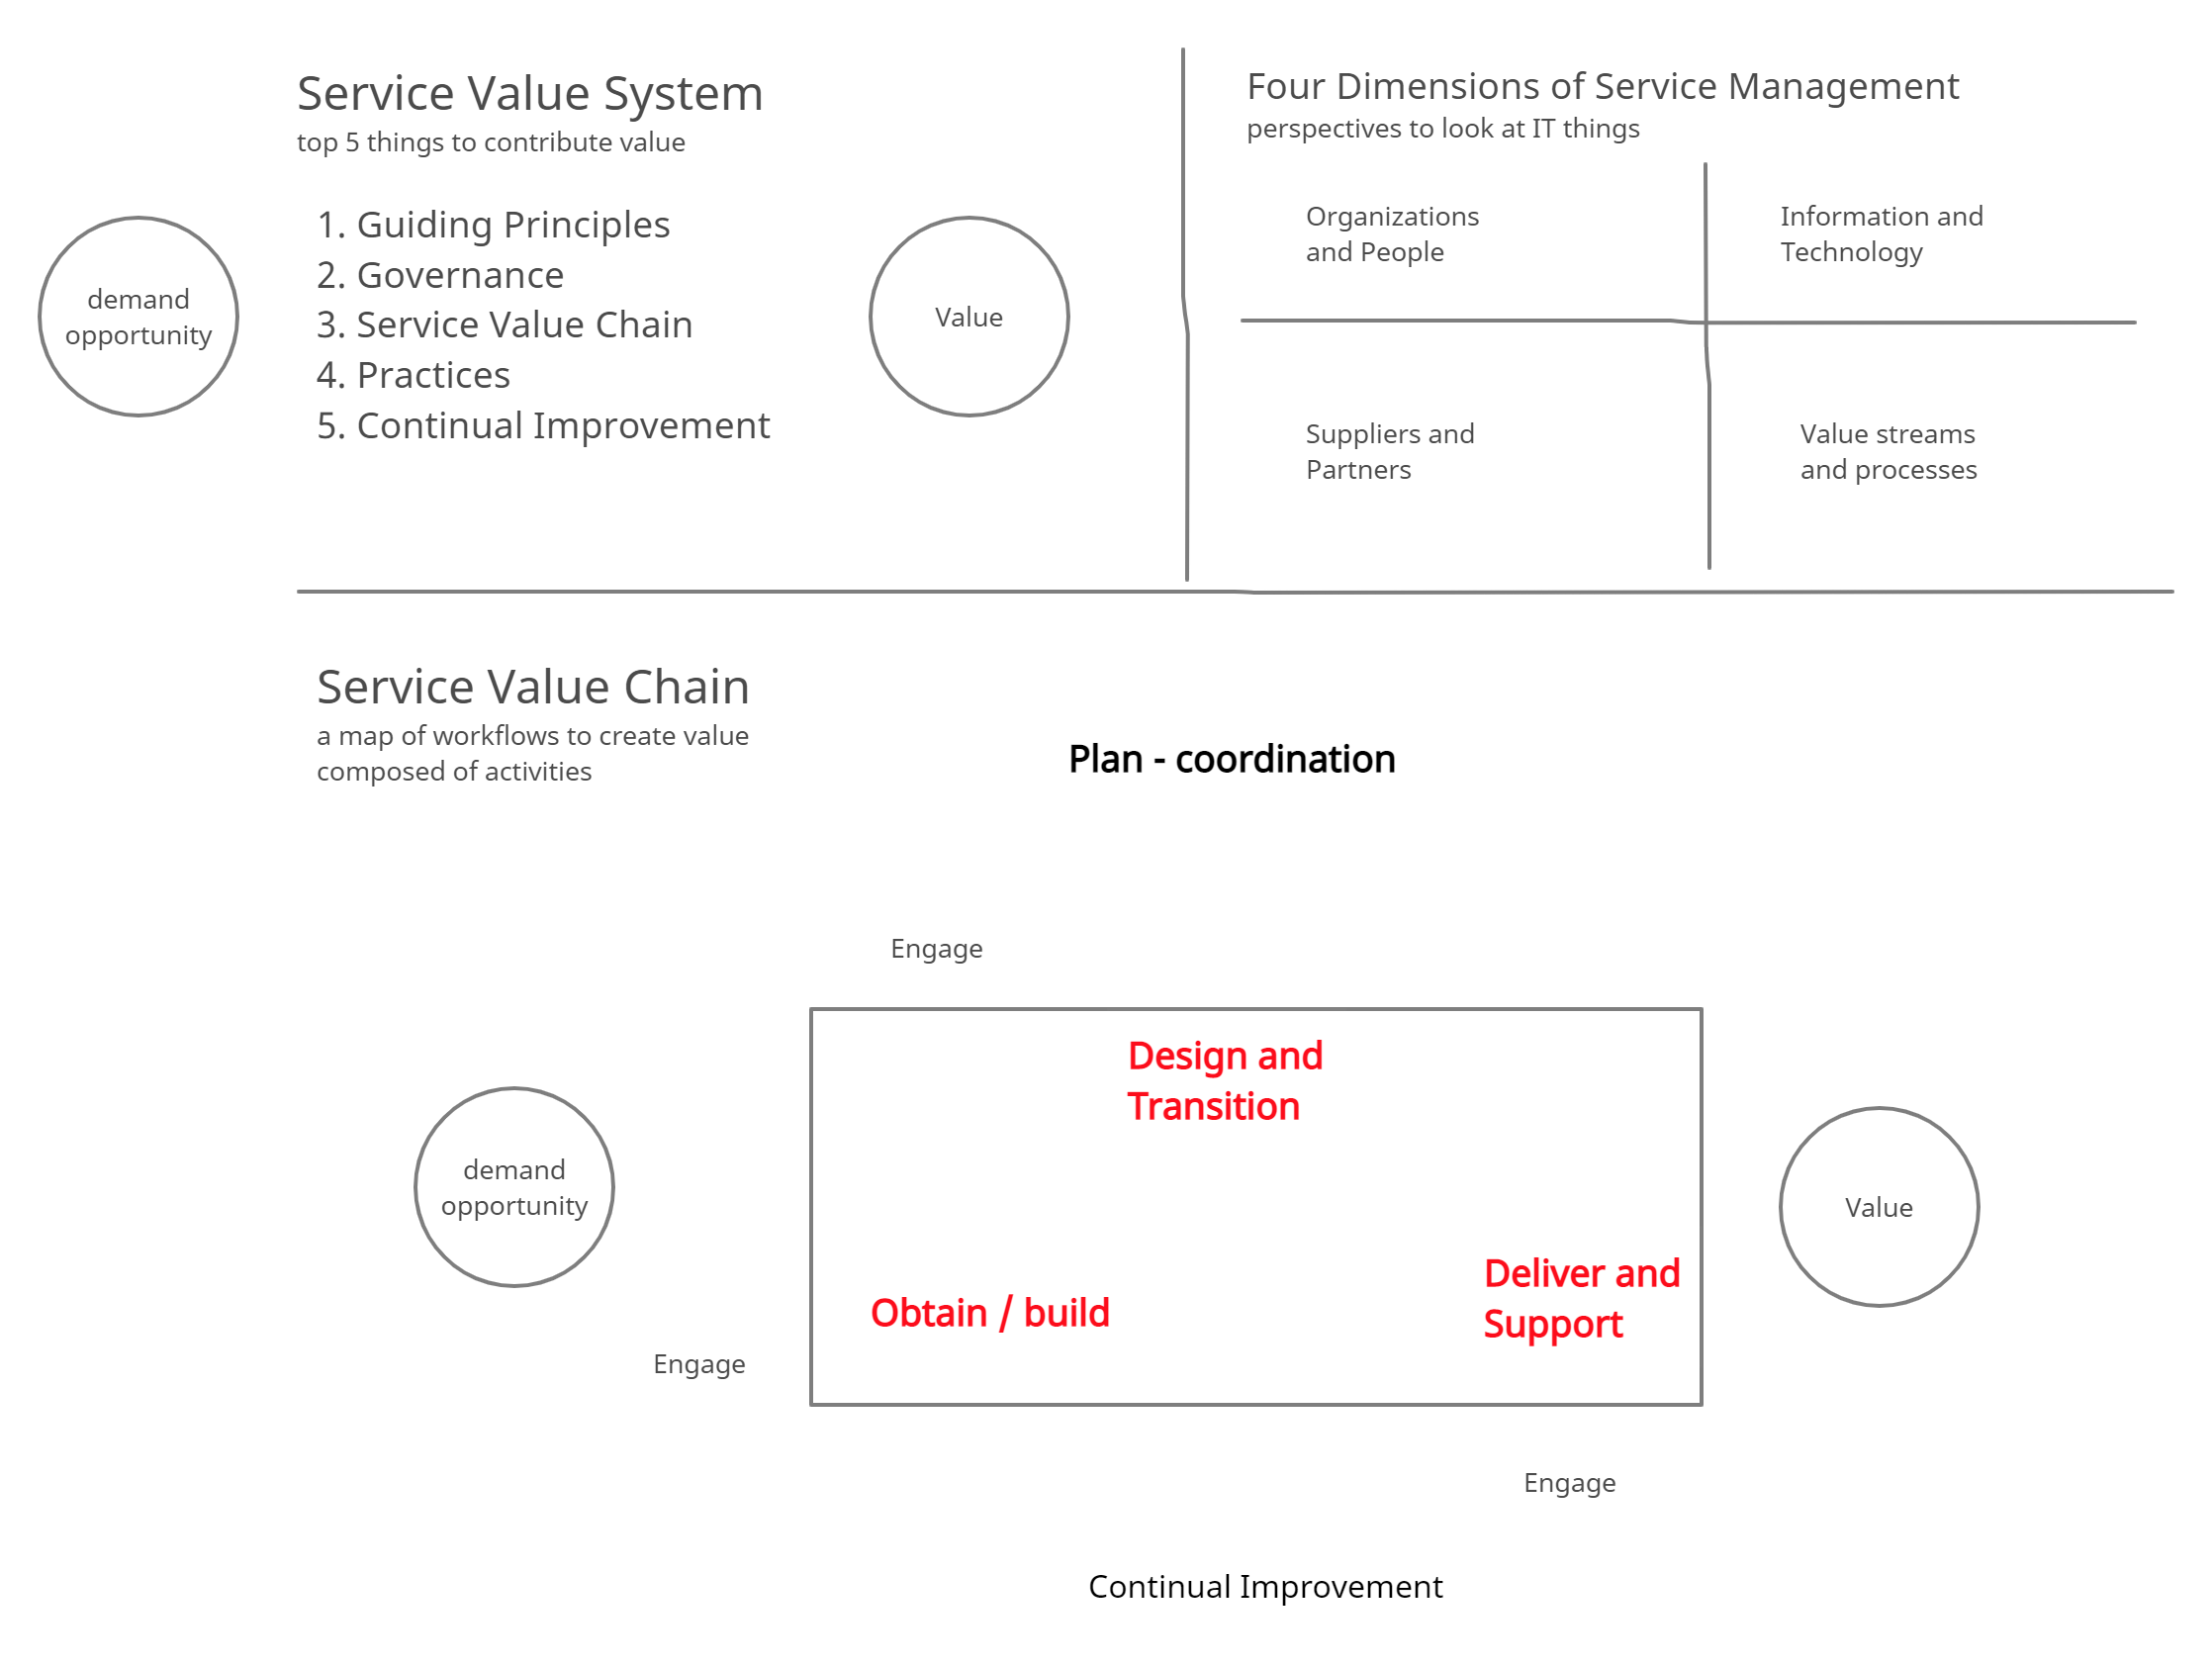 Service Value System
top 5 things to contribute value
demand
opportunity
1. Guiding Principles
2. Governance
3. Service Value Chain
4. Practices
5. Continual Improvement
Value
Four Dimensions of Service Management
perspectives to look at IT things
Organizations
and People
Information and
Technology
Suppliers and
Partners
Value streams
and processes
Service Value Chain
a map of workflows to create value
composed of activities
Plan - coordination
Engage
Design and
Transition
demand
opportunity
Value
Obtain / build
Deliver and
Support
Engage
Engage
Continual Improvement